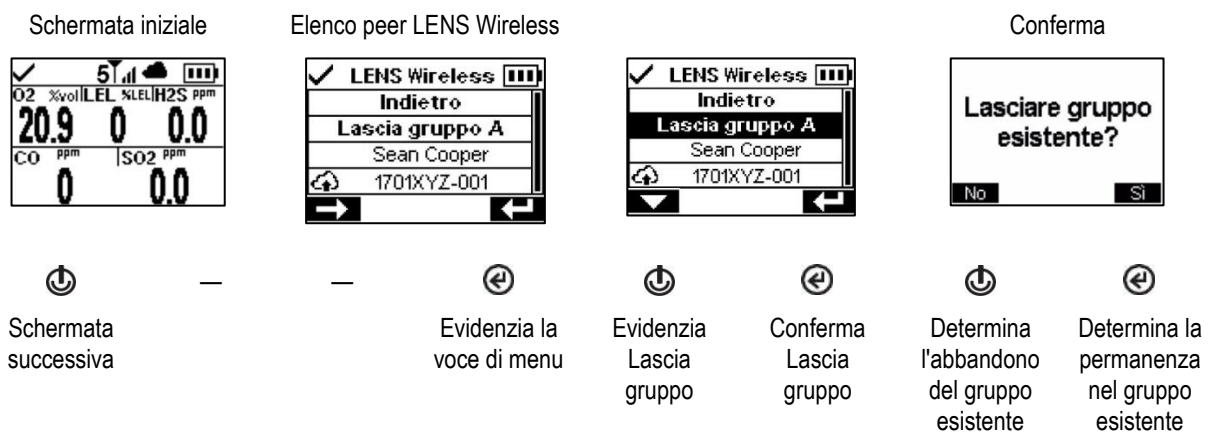 Schermata iniziale
Elenco peer LENS Wireless
Conferma
5
O2 %vol LEL %LEL H2S ppm
20.9 0 0.0
CO ppm SO2 ppm
0 0.0
LENS Wireless
Indietro
Lascia gruppo A
Sean Cooper
1701XYZ-001
LENS Wireless
Indietro
Lascia gruppo A
Sean Cooper
1701XYZ-001
Lasciare gruppo
esistente?
No Sì
— —
Schermata
successiva
Evidenzia la
voce di menu
Evidenzia
Lascia
gruppo
Conferma
Lascia
gruppo
Determina
l'abbandono
del gruppo
esistente
Determina la
permanenza
nel gruppo
esistente